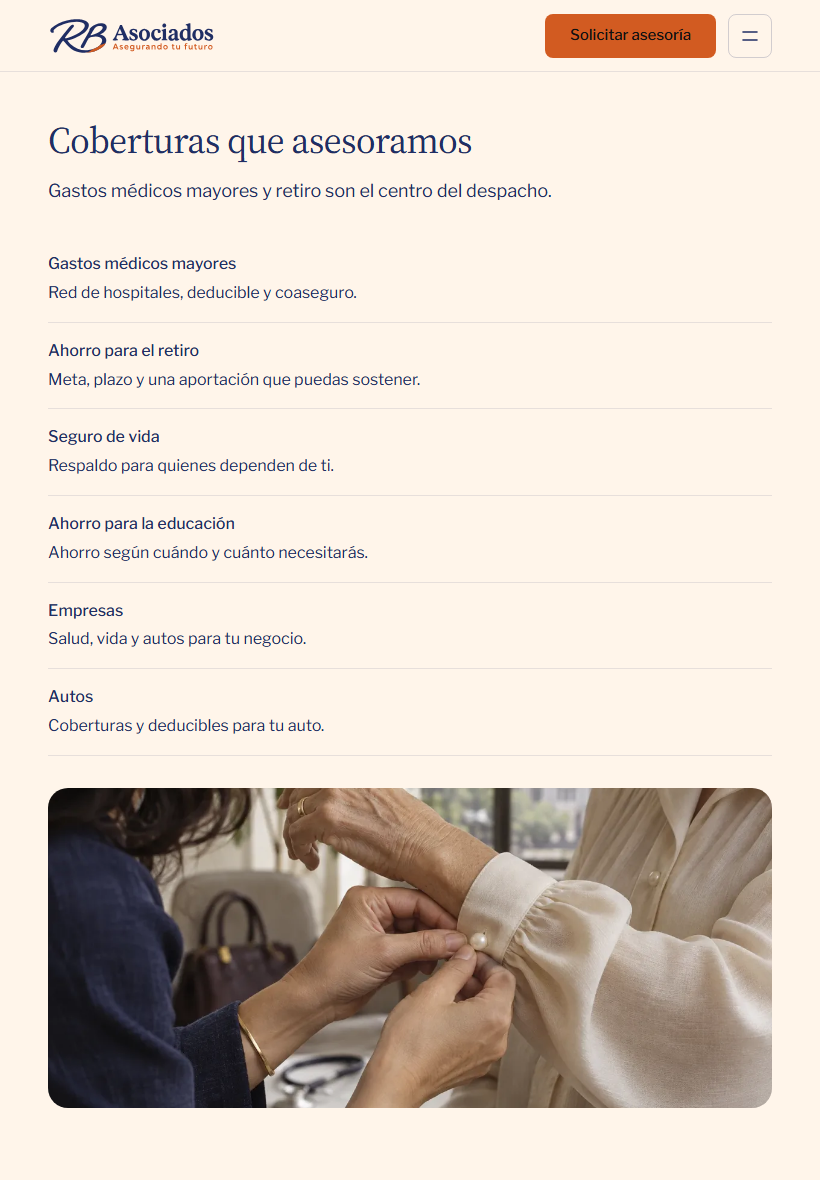 RB Asociados
Asegurando tu futuro
Solicitar asesoría
Coberturas que asesoramos
Gastos médicos mayores y retiro son el centro del despacho.
Gastos médicos mayores
Red de hospitales, deducible y coaseguro.
Ahorro para el retiro
Meta, plazo y una aportación que puedas sostener.
Seguro de vida
Respaldo para quienes dependen de ti.
Ahorro para la educación
Ahorro según cuándo y cuánto necesitarás.
Empresas
Salud, vida y autos para tu negocio.
Autos
Coberturas y deducibles para tu auto.